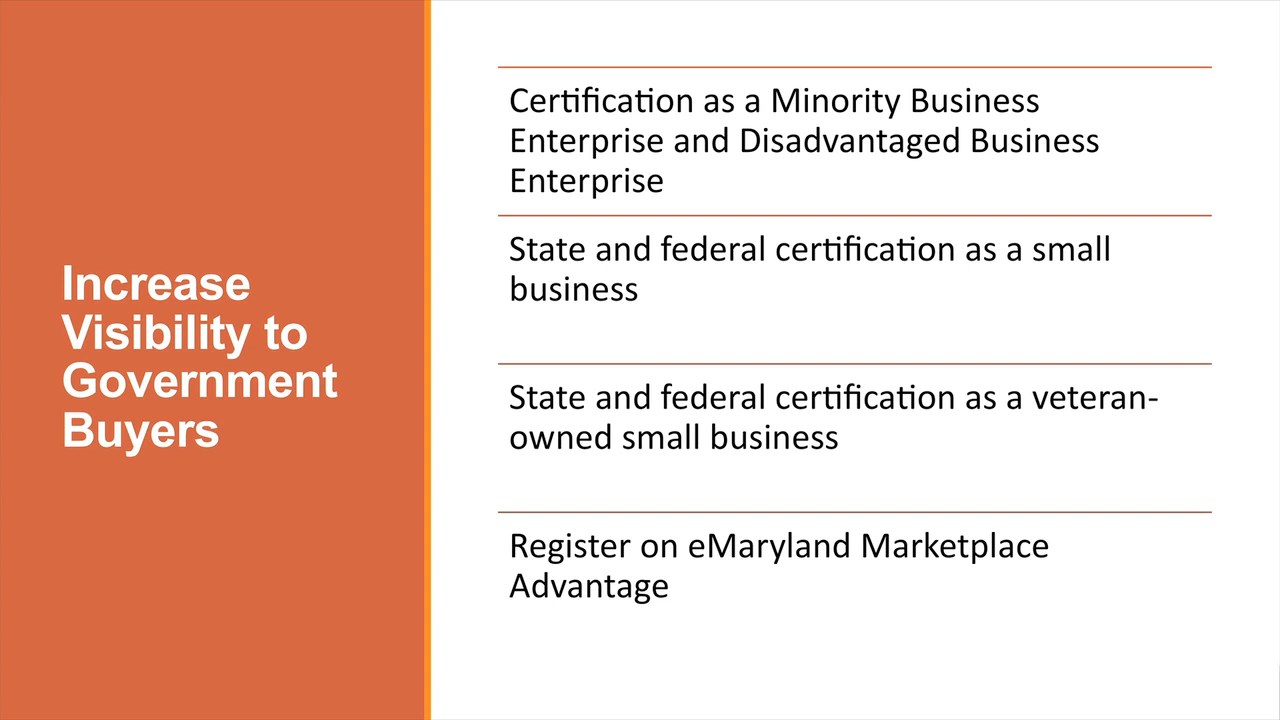 Increase
Visibility to
Government
Buyers
Certification as a Minority Business
Enterprise and Disadvantaged Business
Enterprise
State and federal certification as a small
business
State and federal certification as a veteran-
owned small business
Register on eMaryland Marketplace
Advantage